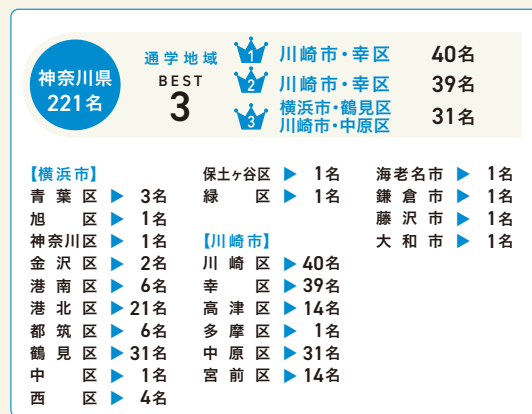 神奈川県
221名
通学地域
BEST
3
1 川崎市・幸区 40名
2 川崎市・幸区 39名
3 横浜市・鶴見区
川崎市・中原区 31名
【横浜市】
青葉区 ▶ 3名
旭区 ▶ 1名
神奈川区 ▶ 1名
金沢区 ▶ 2名
港南区 ▶ 6名
港北区 ▶ 21名
都筑区 ▶ 6名
鶴見区 ▶ 31名
中区 ▶ 1名
西区 ▶ 4名
保土ヶ谷区 ▶ 1名
緑区 ▶ 1名
【川崎市】
川崎区 ▶ 40名
幸区 ▶ 39名
高津区 ▶ 14名
多摩区 ▶ 1名
中原区 ▶ 31名
宮前区 ▶ 14名
海老名市 ▶ 1名
鎌倉市 ▶ 1名
藤沢市 ▶ 1名
大和市 ▶ 1名